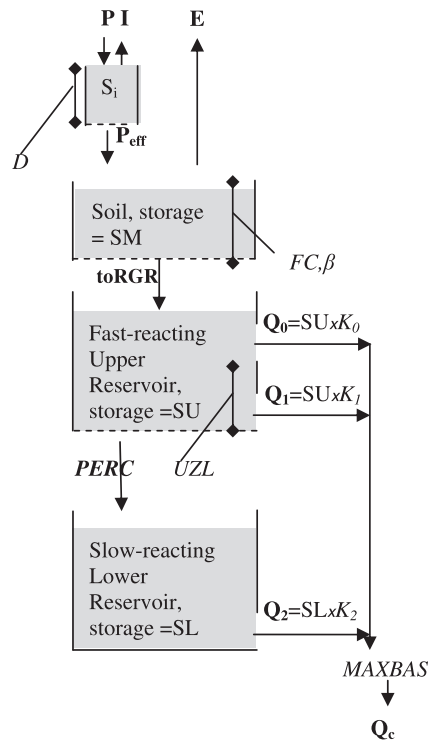 P I E
S_i
P_eff
D
Soil, storage
= SM
FC,β
toRGR
Q_0=SUxK_0
Fast-reacting
Upper
Reservoir,
storage =SU
Q_1=SUxK_1
PERC
UZL
Slow-reacting
Lower
Reservoir,
storage =SL
Q_2=SLxK_2
MAXBAS
Q_c